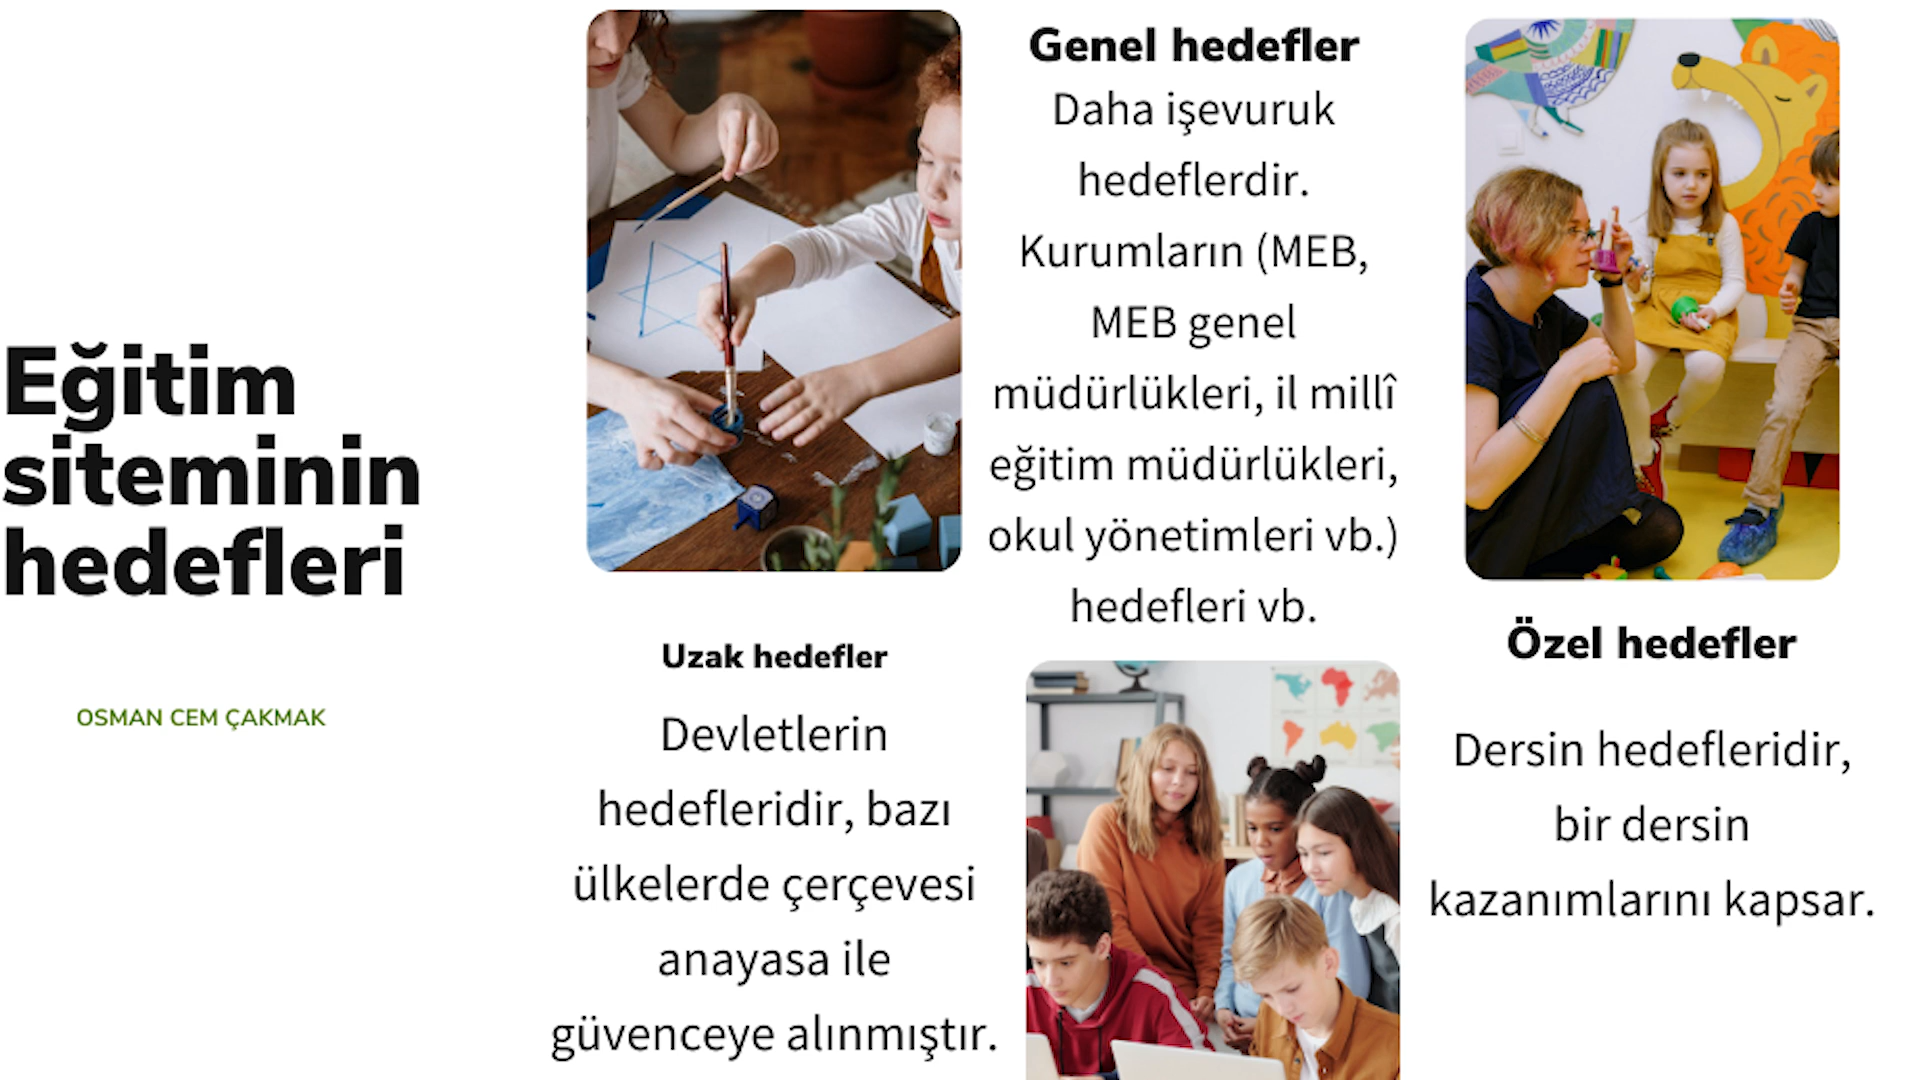 Eğitim
siteminin
hedefleri
OSMAN CEM ÇAKMAK
Uzak hedefler
Devletlerin
hedefleridir, bazı
ülkelerde çerçevesi
anayasa ile
güvenceye alınmıştır.
Genel hedefler
Daha işevuruk
hedeflerdir.
Kurumların (MEB,
MEB genel
müdürlükleri, il millî
eğitim müdürlükleri,
okul yönetimleri vb.)
hedefleri vb.
Özel hedefler
Dersin hedefleridir,
bir dersin
kazanımlarını kapsar.